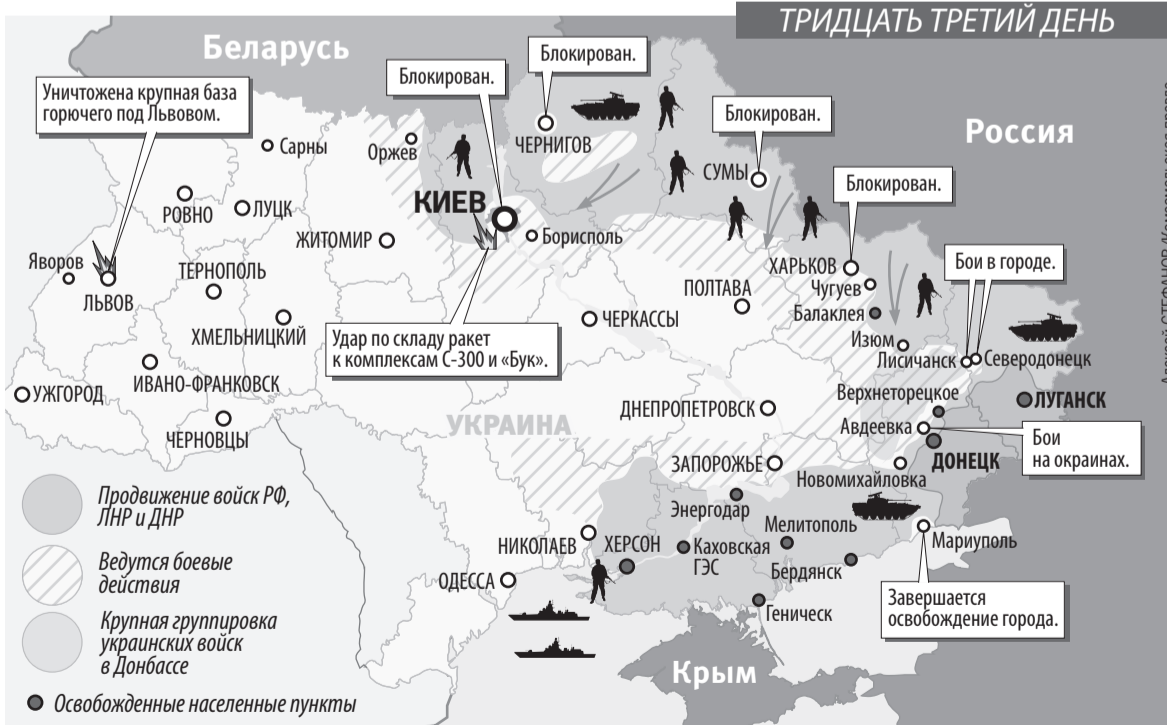 ТРИДЦАТЬ ТРЕТИЙ ДЕНЬ
Беларусь
Россия
Уничтожена крупная база
горючего под Львовом.
Блокирован.
Блокирован.
Блокирован.
Блокирован.
Сарны
Оржев
ЧЕРНИГОВ
СУМЫ
РОВНО
ЛУЦК
КИЕВ
Борисполь
ЖИТОМИР
Яворов
ЛЬВОВ
ТЕРНОПОЛЬ
ХМЕЛЬНИЦКИЙ
ХАРЬКОВ
Чугуев
Бои в городе.
ПОЛТАВА
Балаклея
ЧЕРКАССЫ
Удар по складу ракет
к комплексам С-300 и «Бук».
Изюм
Лисичанск
Северодонецк
УЖГОРОД
ИВАНО-ФРАНКОВСК
ЧЕРНОВЦЫ
УКРАИНА
ДНЕПРОПЕТРОВСК
Верхнеторецкое
ЛУГАНСК
Авдеевка
Бои
на окраинах.
ДОНЕЦК
ЗАПОРОЖЬЕ
Новомихайловка
Энергодар
Мелитополь
НИКОЛАЕВ
ХЕРСОН
Каховская
ГЭС
Мариуполь
Бердянск
ОДЕССА
Геническ
Завершается
освобождение города.
Крым
Продвижение войск РФ,
ЛНР и ДНР
Ведутся боевые
действия
Крупная группировка
украинских войск
в Донбассе
Освобожденные населенные пункты